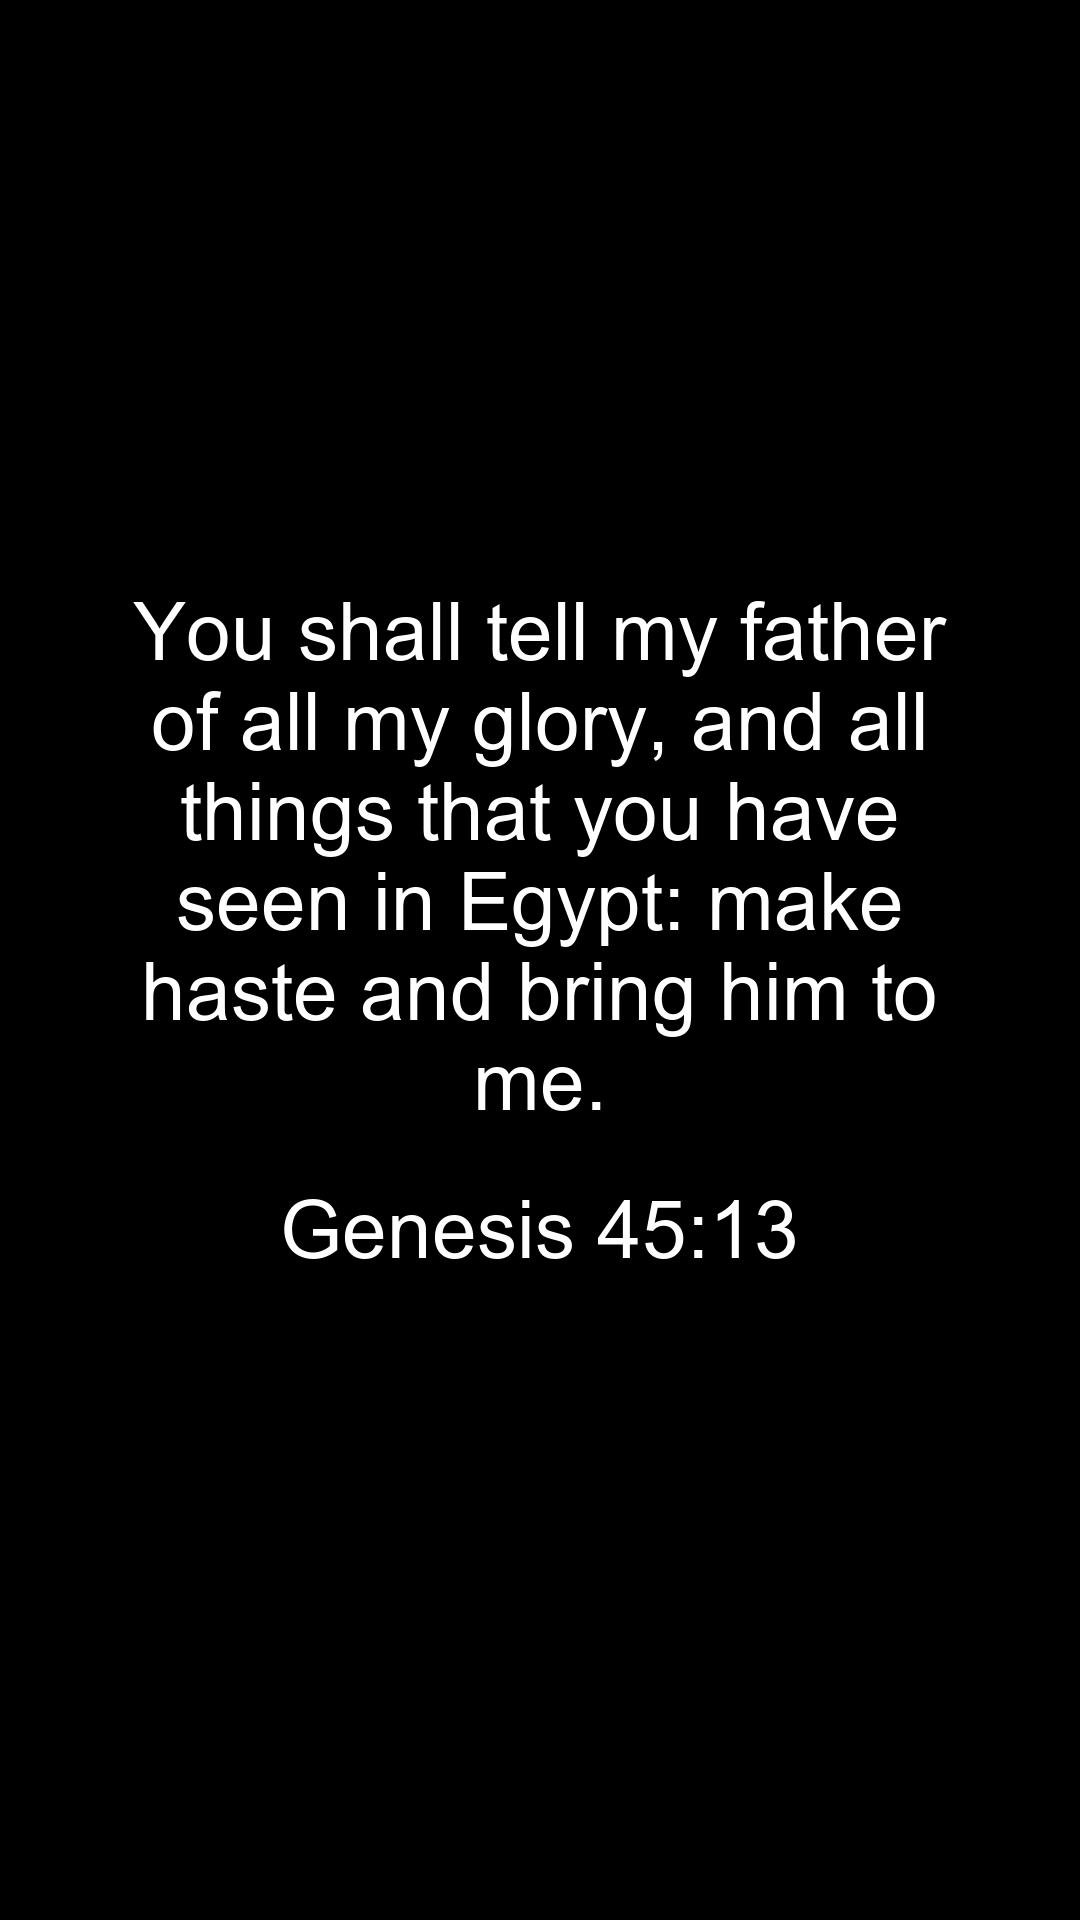 You shall tell my father
of all my glory, and all
things that you have
seen in Egypt: make
haste and bring him to
me.
Genesis 45:13